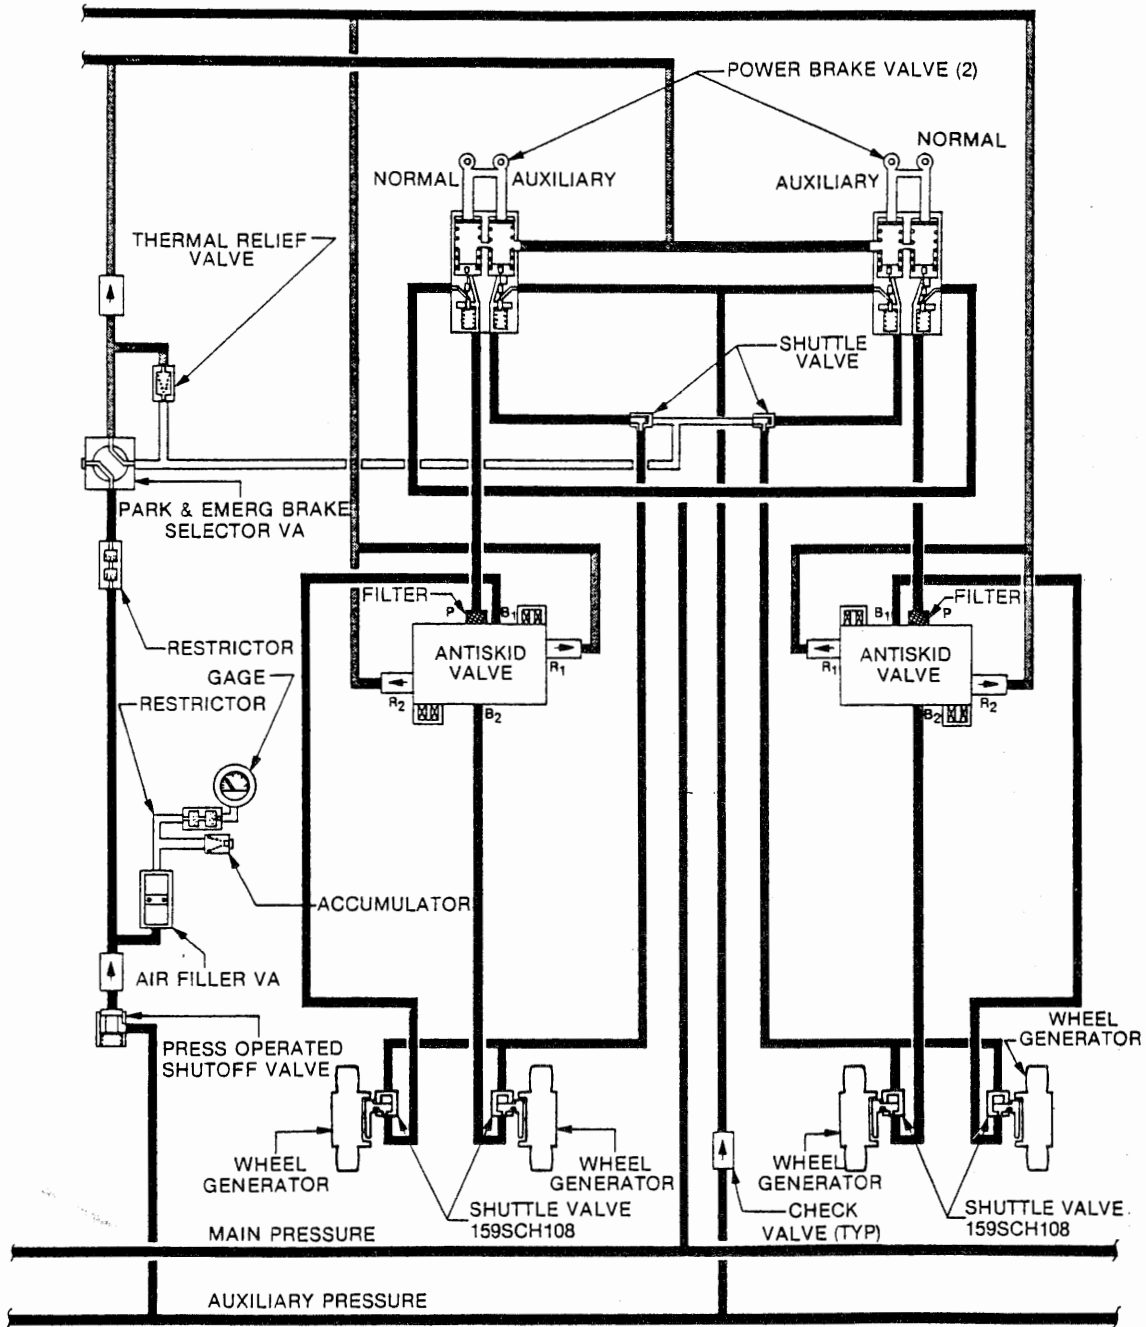 POWER BRAKE VALVE (2)
NORMAL
NORMAL
AUXILIARY
AUXILIARY
THERMAL RELIEF
VALVE
SHUTTLE
VALVE
PARK & EMERG BRAKE
SELECTOR VA
FILTER
P
B1
B1
P
FILTER
RESTRICTOR
ANTISKID
VALVE
ANTISKID
VALVE
R1
R1
GAGE
RESTRICTOR
R2
B2
B2
R2
ACCUMULATOR
AIR FILLER VA
WHEEL
GENERATOR
PRESS OPERATED
SHUTOFF VALVE
WHEEL
GENERATOR
WHEEL
GENERATOR
WHEEL
GENERATOR
SHUTTLE VALVE
159SCH108
CHECK
VALVE (TYP)
SHUTTLE VALVE
159SCH108
MAIN PRESSURE
AUXILIARY PRESSURE